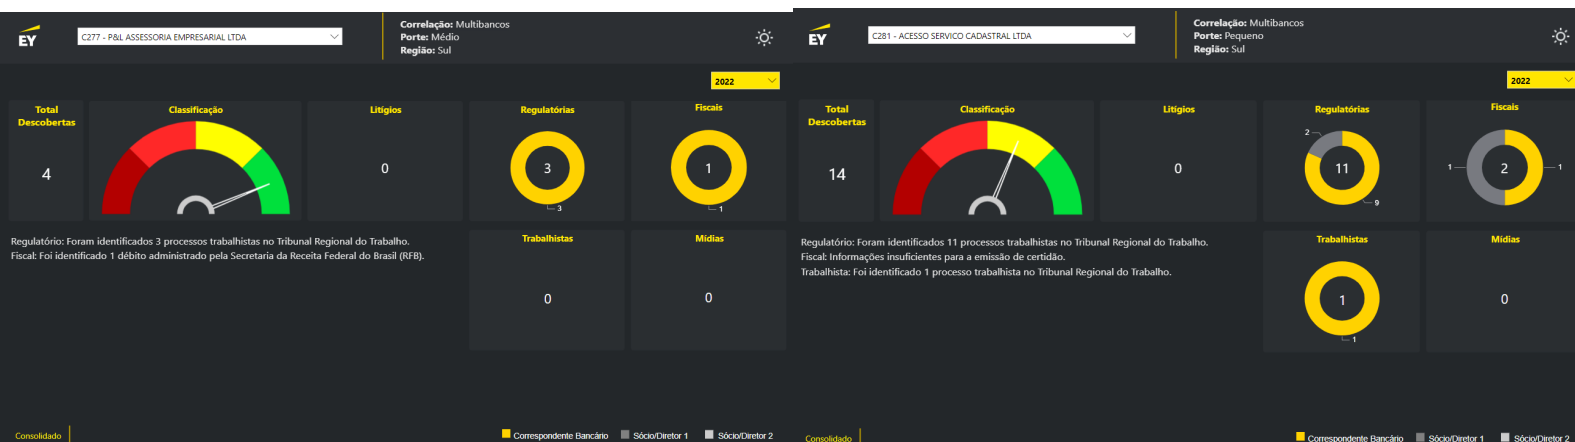 EY
C277 - P&L ASSESSORIA EMPRESARIAL LTDA
Correlação: Multibancos
Porte: Médio
Região: Sul
2022
Total
Descobertas
4
Classificação
Litígios
0
Regulatórias
3
3
Fiscais
1
1
Regulatório: Foram identificados 3 processos trabalhistas no Tribunal Regional do Trabalho.
Fiscal: Foi identificado 1 débito administrado pela Secretaria da Receita Federal do Brasil (RFB).
Trabalhistas
0
Mídias
0
Consolidado
Correspondente Bancário
Sócio/Diretor 1
Sócio/Diretor 2
EY
C281 - ACESSO SERVICO CADASTRAL LTDA
Correlação: Multibancos
Porte: Pequeno
Região: Sul
2022
Total
Descobertas
14
Classificação
Litígios
0
Regulatórias
2
11
9
Fiscais
1
2
1
Regulatório: Foram identificados 11 processos trabalhistas no Tribunal Regional do Trabalho.
Fiscal: Informações insuficientes para a emissão de certidão.
Trabalhista: Foi identificado 1 processo trabalhista no Tribunal Regional do Trabalho.
Trabalhistas
1
1
Mídias
0
Consolidado
Correspondente Bancário
Sócio/Diretor 1
Sócio/Diretor 2